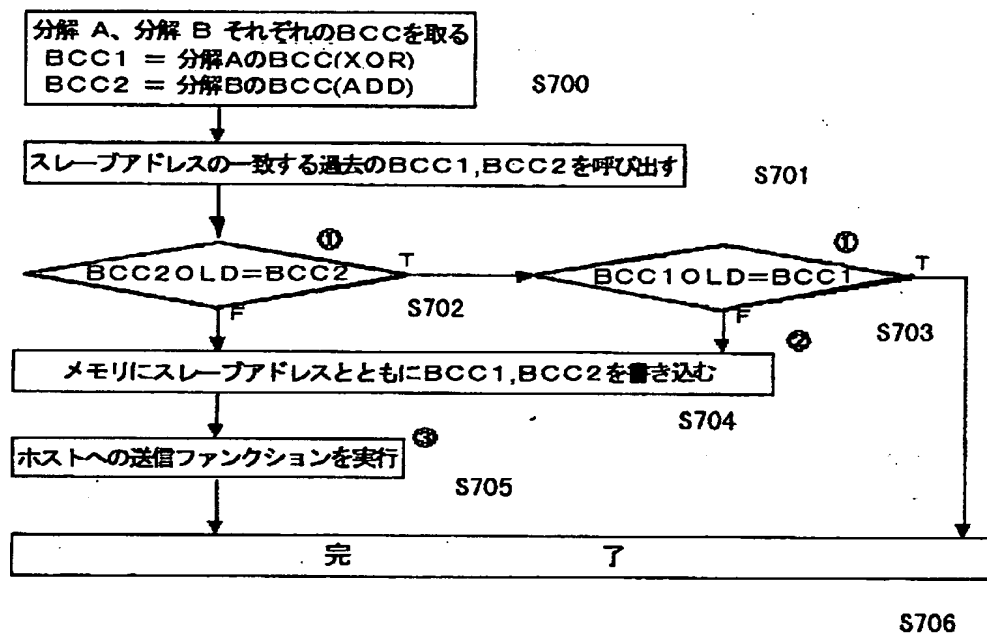 分解 A、分解 B それぞれのBCCを取る
BCC1 = 分解AのBCC(XOR)
BCC2 = 分解BのBCC(ADD)
S700
スレーブアドレスの一致する過去のBCC1,BCC2を呼び出す
S701
①
BCC2OLD=BCC2
T
F
S702
①
BCC1OLD=BCC1
T
F
S703
②
メモリにスレーブアドレスとともにBCC1,BCC2を書き込む
S704
③
ホストへの送信ファンクションを実行
S705
完 了
S706